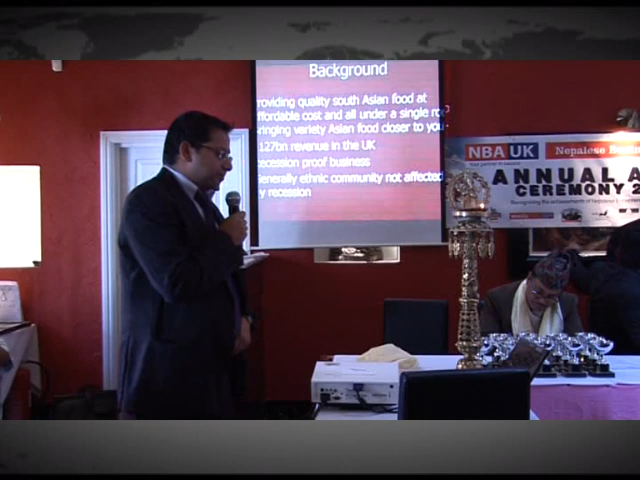 Background
roviding quality south Asian food at
ffordable cost and all under a single ro
ringing variety Asian food closer to you
127bn revenue in the UK
ecession proof business
enerally ethnic community not affected
y recession
NBA UK
Nepalese Busin
ANNUAL A
CEREMONY 2